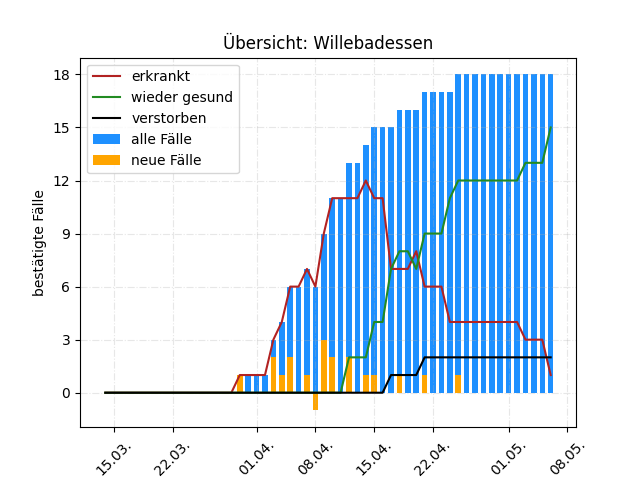 Übersicht: Willebadessen
erkrankt
wieder gesund
verstorben
alle Fälle
neue Fälle
bestätigte Fälle
18
15
12
9
6
3
0
15.03.
22.03.
01.04.
08.04.
15.04.
22.04.
01.05.
08.05.